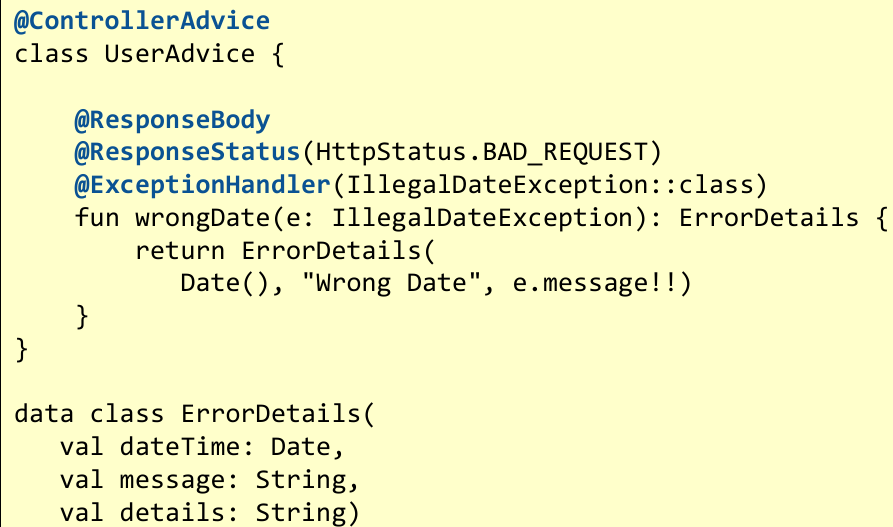 @ControllerAdvice
class UserAdvice {
@ResponseBody
@ResponseStatus(HttpStatus.BAD_REQUEST)
@ExceptionHandler(IllegalDateException::class)
fun wrongDate(e: IllegalDateException): ErrorDetails {
return ErrorDetails(
Date(), "Wrong Date", e.message!!)
}
}
data class ErrorDetails(
val dateTime: Date,
val message: String,
val details: String)